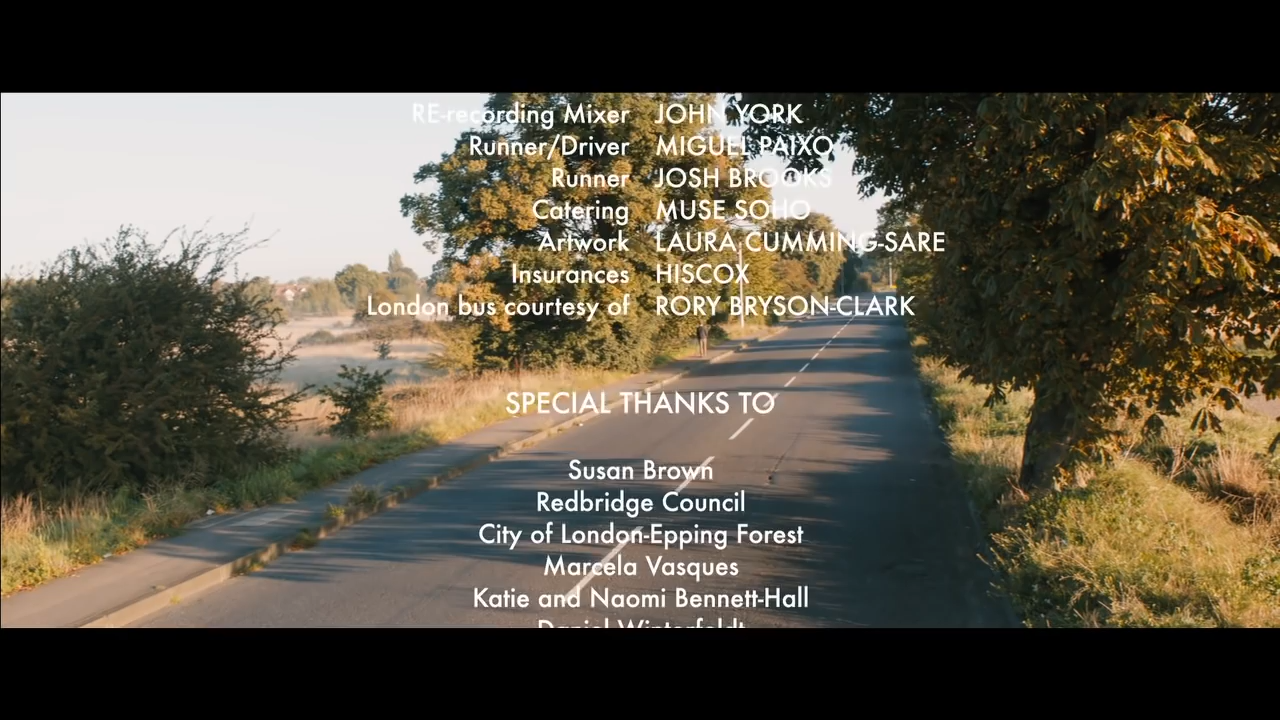 RE-recording Mixer JOHN YORK
Runner/Driver MIGUEL PAIXO
Runner JOSH BROOKS
Catering MUSE SOHO
Artwork LAURA CUMMING-SARE
Insurances HISCOX
London bus courtesy of RORY BRYSON-CLARK
SPECIAL THANKS TO
Susan Brown
Redbridge Council
City of London-Epping Forest
Marcela Vasques
Katie and Naomi Bennett-Hall
Daniel Winterfeldt